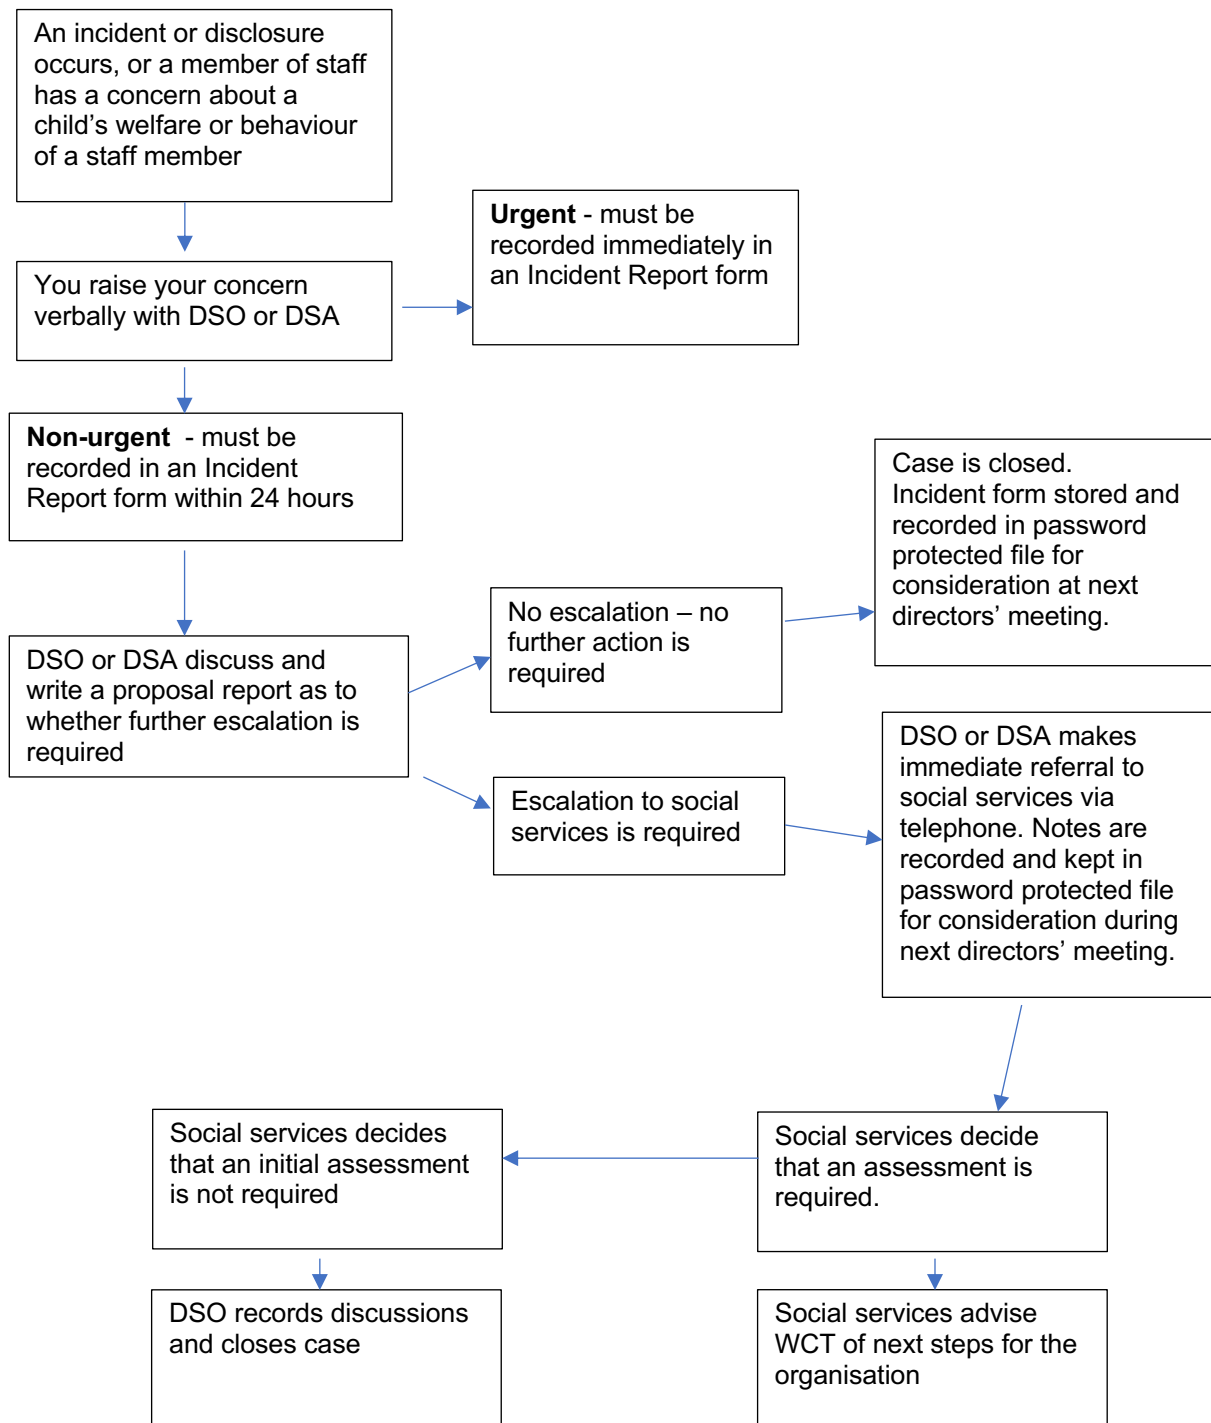 An incident or disclosure
occurs, or a member of staff
has a concern about a
child’s welfare or behaviour
of a staff member
Urgent - must be
recorded immediately in
an Incident Report form
You raise your concern
verbally with DSO or DSA
Non-urgent  - must be
recorded in an Incident
Report form within 24 hours
Case is closed.
Incident form stored and
recorded in password
protected file for
consideration at next
directors’ meeting.
No escalation – no
further action is
required
DSO or DSA discuss and
write a proposal report as to
whether further escalation is
required
DSO or DSA makes
immediate referral to
social services via
telephone. Notes are
recorded and kept in
password protected file
for consideration during
next directors’ meeting.
Escalation to social
services is required
Social services decides
that an initial assessment
is not required
Social services decide
that an assessment is
required.
DSO records discussions
and closes case
Social services advise
WCT of next steps for the
organisation